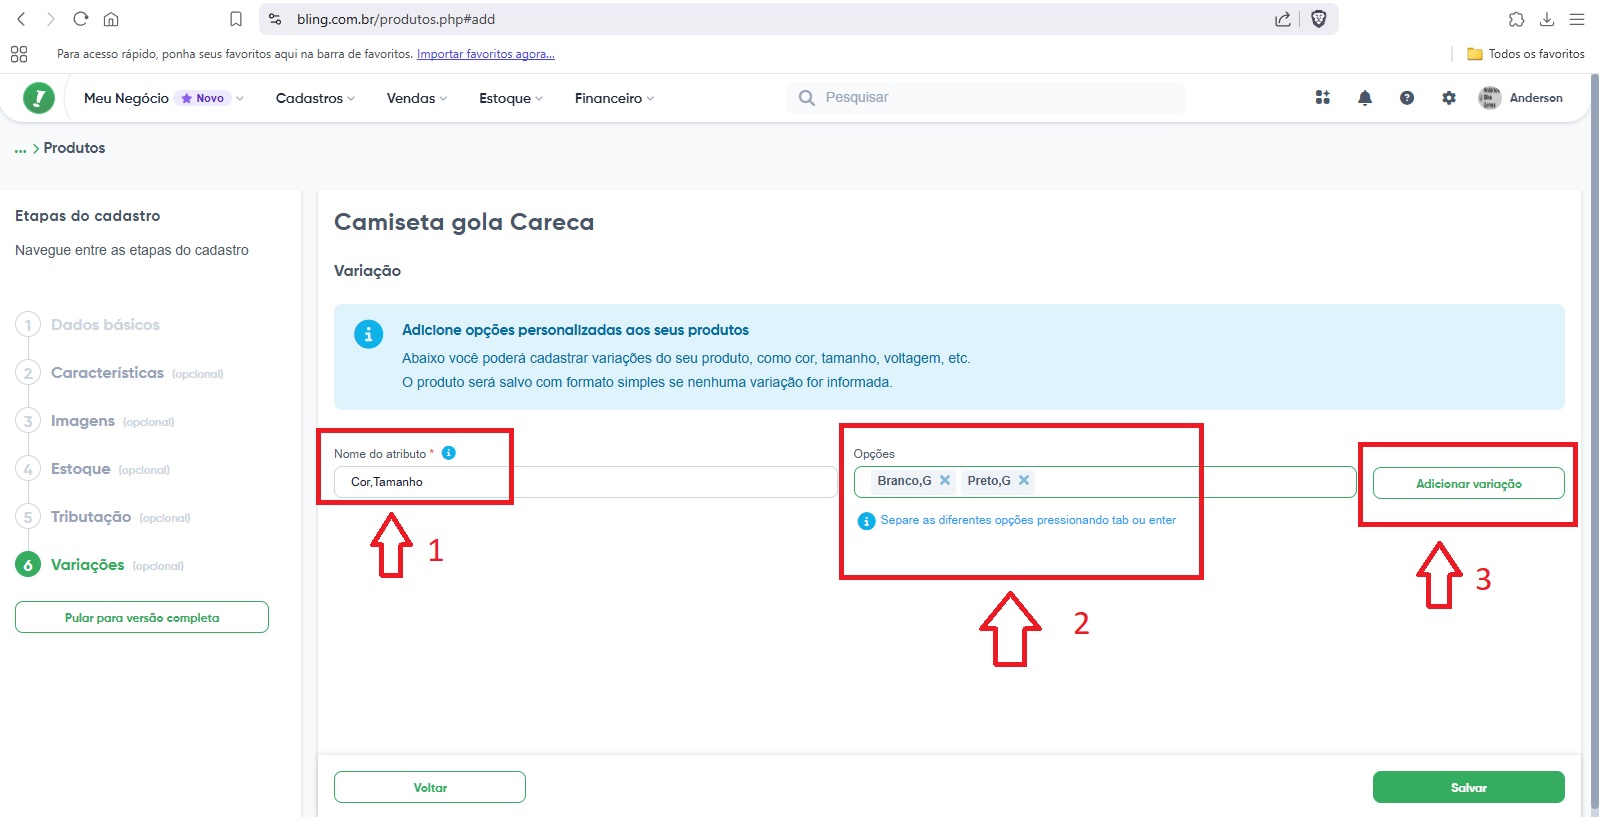 bling.com.br/produtos.php#add
Para acesso rápido, ponha seus favoritos aqui na barra de favoritos. Importar favoritos agora...
Todos os favoritos
Meu Negócio Novo Cadastros Vendas Estoque Financeiro Pesquisar Anderson
... > Produtos
Etapas do cadastro
Navegue entre as etapas do cadastro
1 Dados básicos
2 Características (opcional)
3 Imagens (opcional)
4 Estoque (opcional)
5 Tributação (opcional)
6 Variações (opcional)
Pular para versão completa
Camiseta gola Careca
Variação
Adicione opções personalizadas aos seus produtos
Abaixo você poderá cadastrar variações do seu produto, como cor, tamanho, voltagem, etc.
O produto será salvo com formato simples se nenhuma variação for informada.
Nome do atributo *
Cor,Tamanho
1
Opções
Branco,G Preto,G
Separe as diferentes opções pressionando tab ou enter
2
Adicionar variação
3
Voltar
Salvar